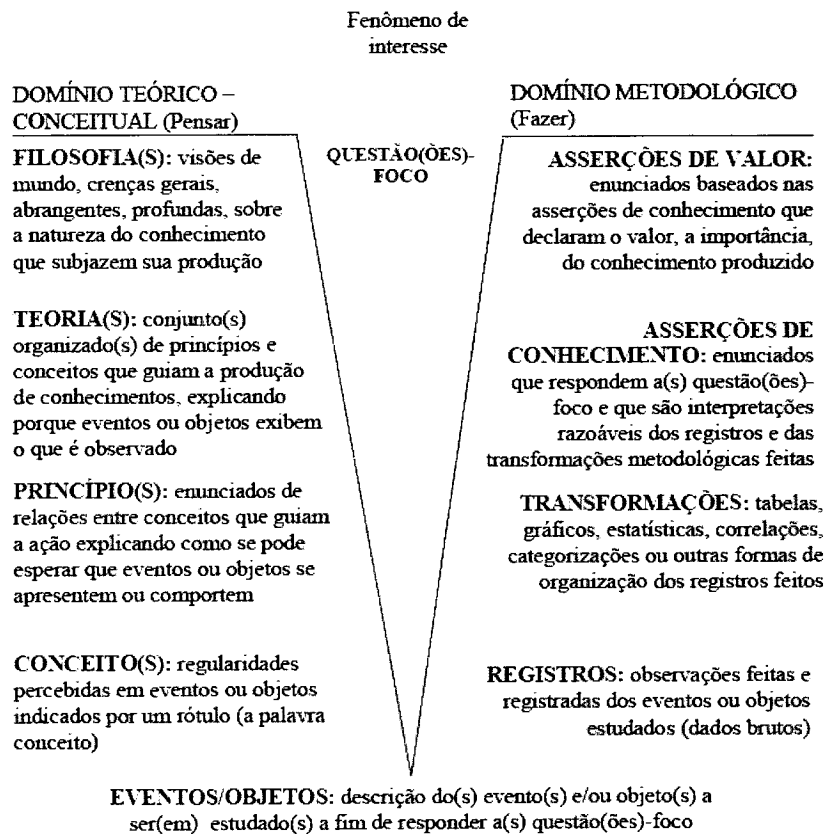 Fenômeno de
interesse
DOMÍNIO TEÓRICO –
CONCEITUAL (Pensar)
FILOSOFIA(S): visões de
mundo, crenças gerais,
abrangentes, profundas, sobre
a natureza do conhecimento
que subjazem sua produção
TEORIA(S): conjunto(s)
organizado(s) de princípios e
conceitos que guiam a produção
de conhecimentos, explicando
porque eventos ou objetos exibem
o que é observado
PRINCÍPIO(S): enunciados de
relações entre conceitos que guiam
a ação explicando como se pode
esperar que eventos ou objetos se
apresentem ou comportem
CONCEITO(S): regularidades
percebidas em eventos ou objetos
indicados por um rótulo (a palavra
conceito)
QUESTÃO(ÕES)-
FOCO
DOMÍNIO METODOLÓGICO
(Fazer)
ASSERÇÕES DE VALOR:
enunciados baseados nas
asserções de conhecimento que
declaram o valor, a importância,
do conhecimento produzido
ASSERÇÕES DE
CONHECIMENTO: enunciados
que respondem a(s) questão(ões)-
foco e que são interpretações
razoáveis dos registros e das
transformações metodológicas feitas
TRANSFORMAÇÕES: tabelas,
gráficos, estatísticas, correlações,
categorizações ou outras formas de
organização dos registros feitos
REGISTROS: observações feitas e
registradas dos eventos ou objetos
estudados (dados brutos)
EVENTOS/OBJETOS: descrição do(s) evento(s) e/ou objeto(s) a
ser(em) estudado(s) a fim de responder a(s) questão(ões)-foco